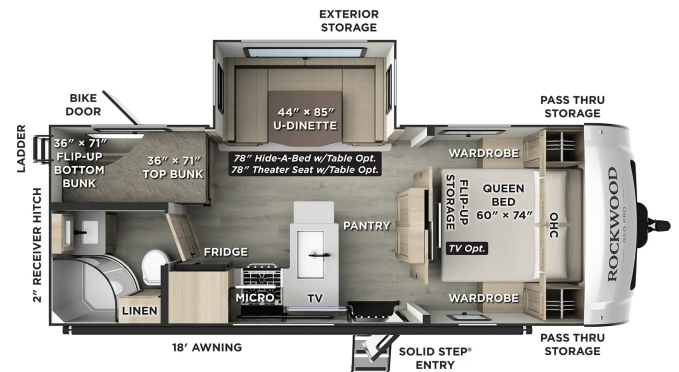 EXTERIOR
STORAGE
BIKE
DOOR
PASS THRU
STORAGE
44" × 85"
U-DINETTE
LADDER
36" × 71"
FLIP-UP
BOTTOM
BUNK
36" × 71"
TOP BUNK
78" Hide-A-Bed w/Table Opt.
78" Theater Seat w/Table Opt.
WARDROBE
FLIP-UP
STORAGE
QUEEN
BED
60" × 74"
OHC
TV Opt.
ROCKWOOD
GEO PRO
2" RECEIVER HITCH
PANTRY
FRIDGE
MICRO
TV
LINEN
WARDROBE
18' AWNING
SOLID STEP®
ENTRY
PASS THRU
STORAGE